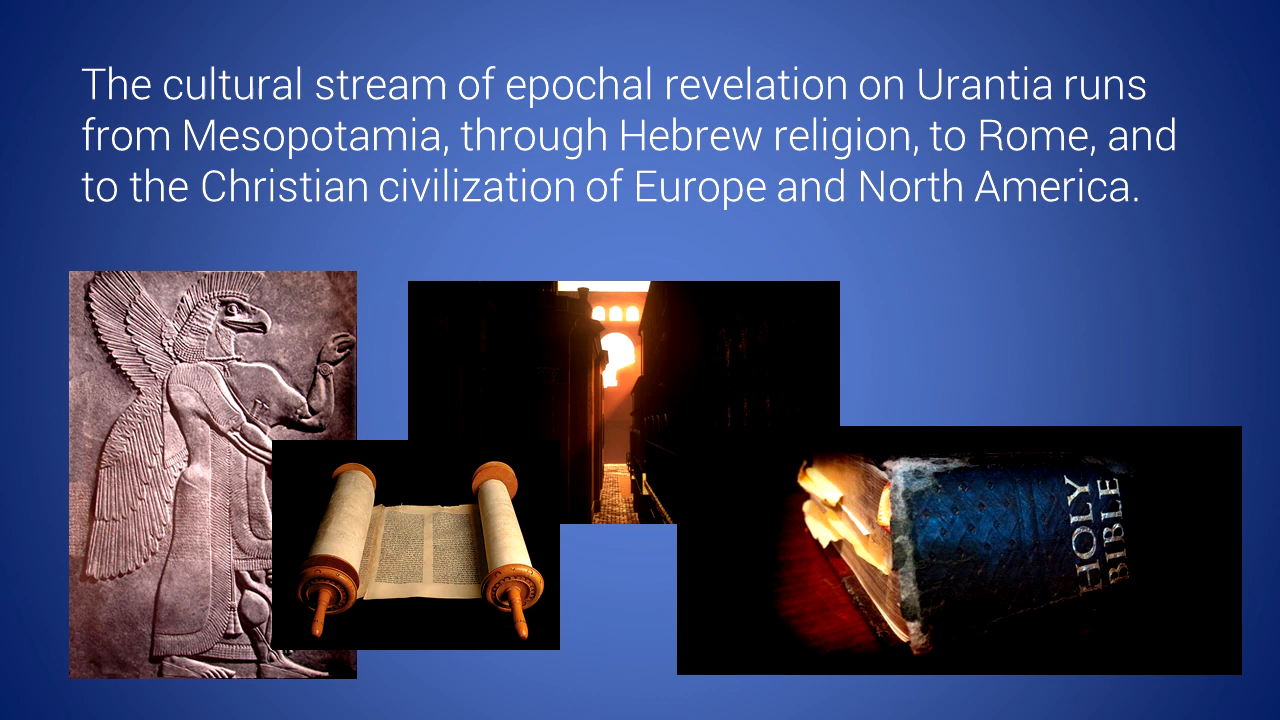 The cultural stream of epochal revelation on Urantia runs
from Mesopotamia, through Hebrew religion, to Rome, and
to the Christian civilization of Europe and North America.
HOLY
BIBLE